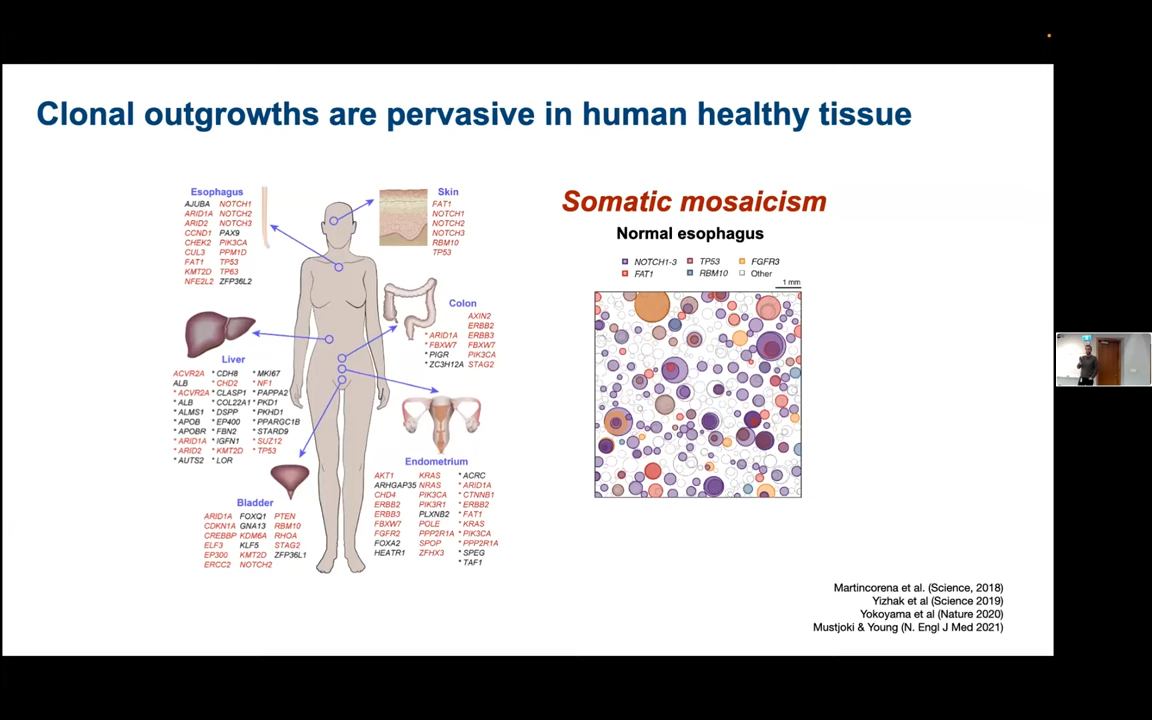 Clonal outgrowths are pervasive in human healthy tissue
Esophagus
AJUBA NOTCH1
ARID1A NOTCH2
ARID2 NOTCH3
CCND1 PAX9
CHEK2 PIK3CA
CUL3 PPM1D
FAT1 TP53
KMT2D TP63
NFE2L2 ZFP36L2
Skin
FAT1
NOTCH1
NOTCH2
NOTCH3
RBM10
TP53
Colon
AXIN2
ERBB2
* ARID1A ERBB3
* FBXW7 FBXW7
* PIGR PIK3CA
* ZC3H12A STAG2
Liver
ACVR2A * CDH8 * MKI67
ALB * CHD2 * NF1
* ACVR2A * CLASP1 * PAPPA2
* ALB * COL22A1 * PKD1
* ALMS1 * DSPP * PKHD1
* APOB * EP400 * PPARGC1B
* APOBR * FBN2 * STARD9
* ARID1A * IGFN1 * SUZ12
* ARID2 * KMT2D * TP53
* AUTS2 * LOR
Endometrium
AKT1 KRAS * ACRC
ARHGAP35 NRAS * ARID1A
CHD4 PIK3CA * CTNNB1
ERBB2 PIK3R1 * ERBB2
ERBB3 PLXNB2 * FAT1
FBXW7 POLE * KRAS
FGFR2 PPP2R1A * PIK3CA
FOXA2 SPOP * PPP2R1A
HEATR1 ZFHX3 * SPEG
* TAF1
Bladder
ARID1A FOXQ1 PTEN
CDKN1A GNA13 RBM10
CREBBP KDM6A RHOA
ELF3 KLF5 STAG2
EP300 KMT2D ZFP36L1
ERCC2 NOTCH2
Somatic mosaicism
Normal esophagus
NOTCH1-3 TP53 FGFR3
FAT1 RBM10 Other
1 mm
Martincorena et al. (Science, 2018)
Yizhak et al (Science 2019)
Yokoyama et al (Nature 2020)
Mustjoki & Young (N. Engl J Med 2021)